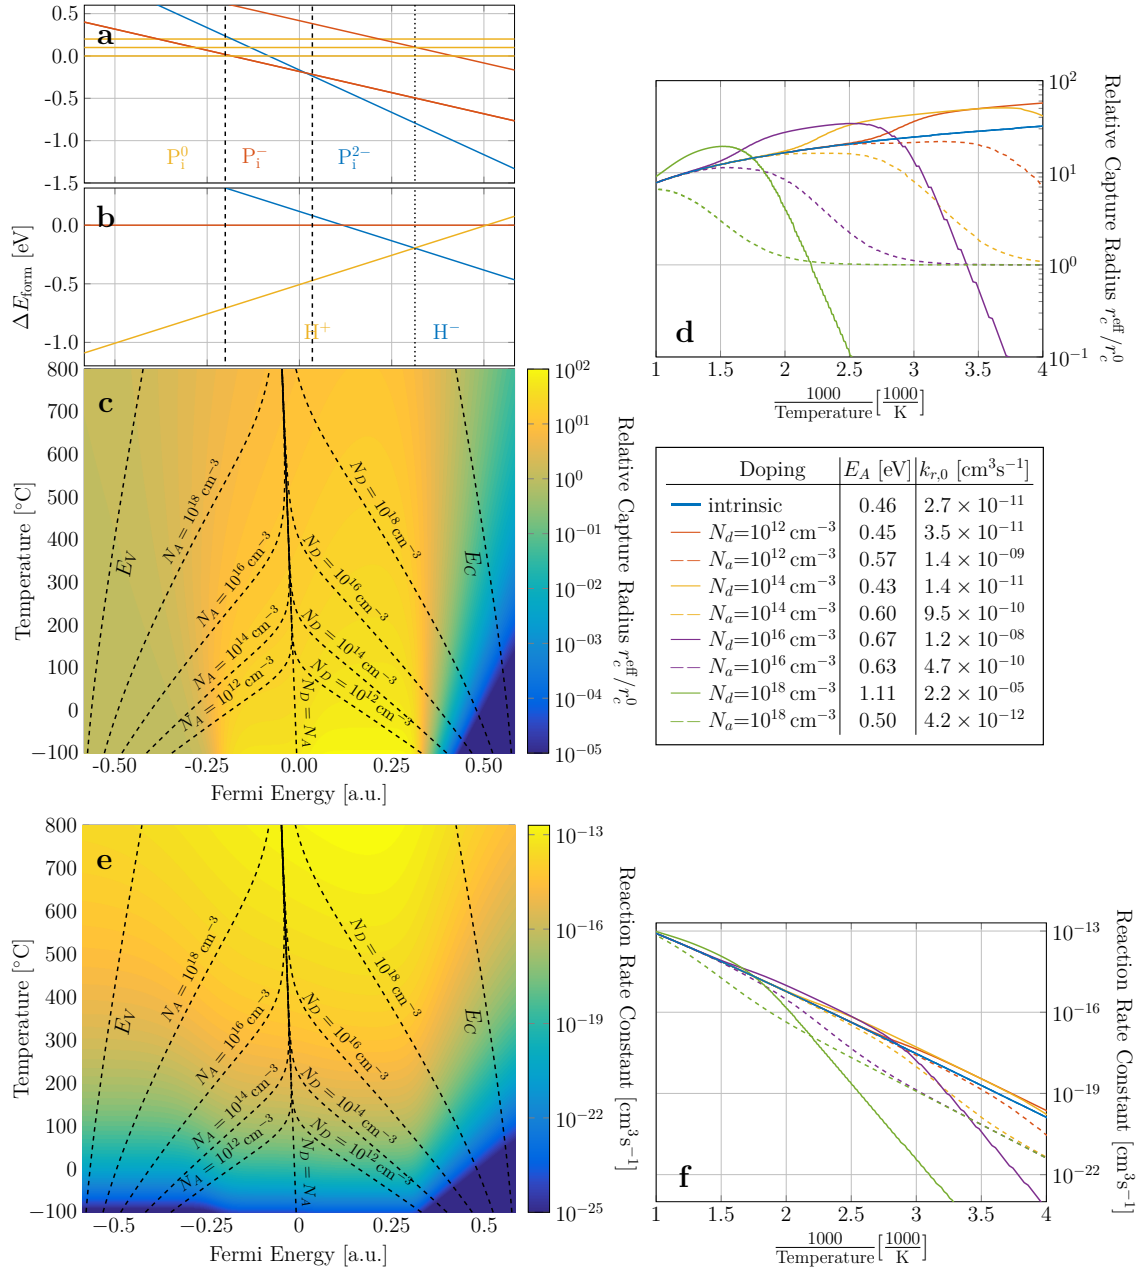 a
0.5
0.0
-0.5
-1.0
-1.5
P_i^0
P_i^-
P_i^{2-}
b
0.0
-0.5
-1.0
ΔE_form [eV]
H^+
H^-
c
800
700
600
500
400
300
200
100
0
−100
Temperature [°C]
-0.50
-0.25
0.00
0.25
0.50
Fermi Energy [a.u.]
E_V
N_A = 10^18 cm^−3
N_A = 10^16 cm^−3
N_A = 10^14 cm^−3
N_A = 10^12 cm^−3
N_D = N_A
N_D = 10^12 cm^−3
N_D = 10^14 cm^−3
N_D = 10^16 cm^−3
N_D = 10^18 cm^−3
E_C
10^02
10^01
10^0
10^−01
10^−02
10^−03
10^−04
10^−05
Relative Capture Radius r_c^eff/r_c^0
d
10^2
10^1
10^0
10^−1
Relative Capture Radius r_c^eff/r_c^0
1
1.5
2
2.5
3
3.5
4
1000/Temperature [1000/K]
Doping E_A [eV] k_{r,0} [cm^3s^−1]
intrinsic 0.46 2.7 × 10^−11
N_d=10^12 cm^−3 0.45 3.5 × 10^−11
N_a=10^12 cm^−3 0.57 1.4 × 10^−09
N_d=10^14 cm^−3 0.43 1.4 × 10^−11
N_a=10^14 cm^−3 0.60 9.5 × 10^−10
N_d=10^16 cm^−3 0.67 1.2 × 10^−08
N_a=10^16 cm^−3 0.63 4.7 × 10^−10
N_d=10^18 cm^−3 1.11 2.2 × 10^−05
N_a=10^18 cm^−3 0.50 4.2 × 10^−12
e
800
700
600
500
400
300
200
100
0
−100
Temperature [°C]
−0.5
−0.25
0
0.25
0.5
Fermi Energy [a.u.]
E_V
N_A = 10^18 cm^−3
N_A = 10^16 cm^−3
N_A = 10^14 cm^−3
N_A = 10^12 cm^−3
N_D = N_A
N_D = 10^12 cm^−3
N_D = 10^14 cm^−3
N_D = 10^16 cm^−3
N_D = 10^18 cm^−3
E_C
10^−13
10^−16
10^−19
10^−22
10^−25
Reaction Rate Constant [cm^3s^−1]
f
10^−13
10^−16
10^−19
10^−22
Reaction Rate Constant [cm^3s^−1]
1
1.5
2
2.5
3
3.5
4
1000/Temperature [1000/K]